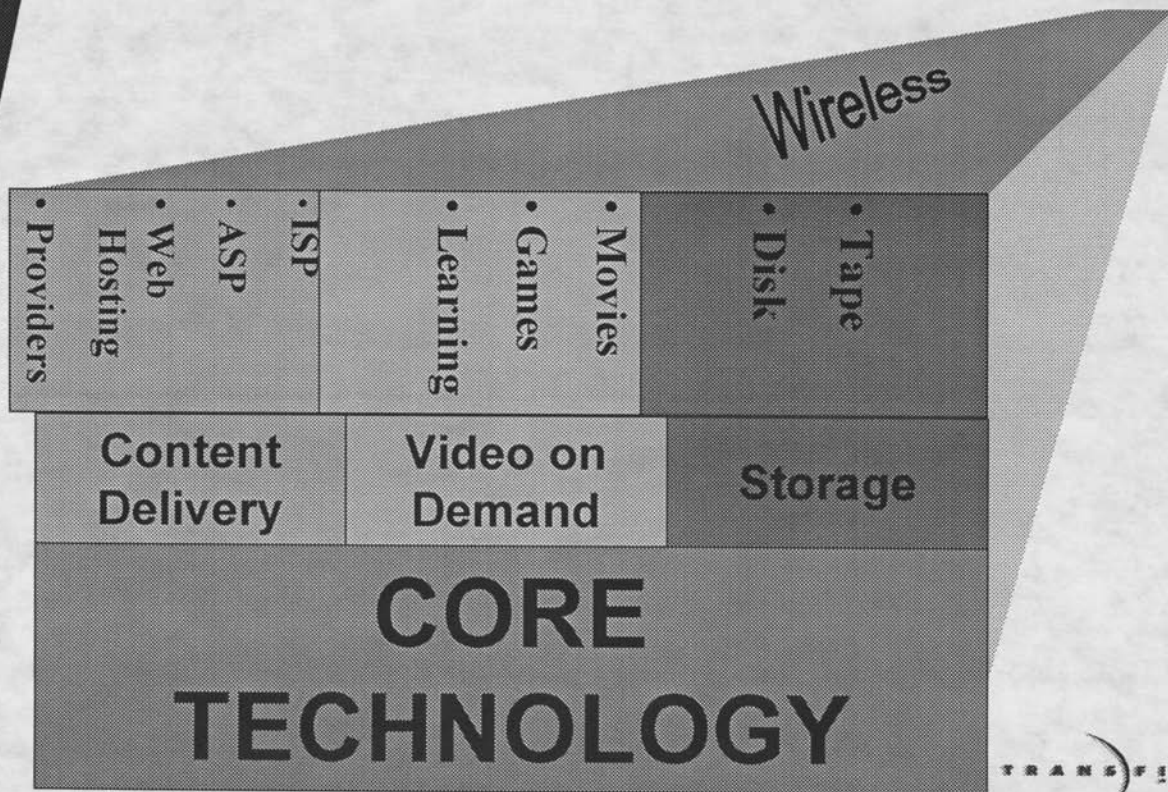 Wireless
• ISP
• ASP
• Web
Hosting
• Providers
• Movies
• Games
• Learning
• Tape
• Disk
Content
Delivery
Video on
Demand
Storage
CORE
TECHNOLOGY
TRANSF